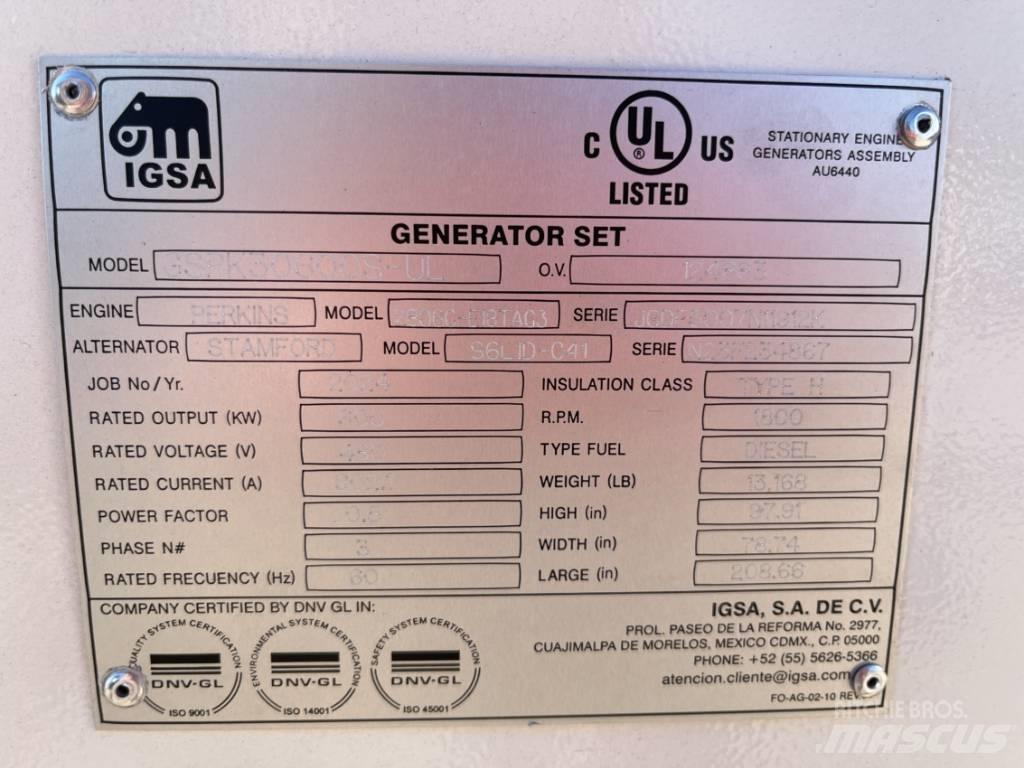 IGSA
C UL US
®
LISTED
STATIONARY ENGINE
GENERATORS ASSEMBLY
AU6440
GENERATOR SET
MODEL O.V.
ENGINE PERKINS MODEL SERIE
ALTERNATOR STAMFORD MODEL S6L1D-C41 SERIE
JOB No/Yr. INSULATION CLASS TYPE H
RATED OUTPUT (KW) R.P.M. 1800
RATED VOLTAGE (V) TYPE FUEL DIESEL
RATED CURRENT (A) WEIGHT (LB) 13,168
POWER FACTOR 0.8 HIGH (in) 97.91
PHASE N# 3 WIDTH (in) 78.74
RATED FRECUENCY (Hz) 60 LARGE (in) 208.66
COMPANY CERTIFIED BY DNV GL IN:
QUALITY SYSTEM CERTIFICATION
DNV-GL
ISO 9001
ENVIRONMENTAL SYSTEM CERTIFICATION
DNV-GL
ISO 14001
SAFETY SYSTEM CERTIFICATION
DNV-GL
ISO 45001
IGSA, S.A. DE C.V.
PROL. PASEO DE LA REFORMA No. 2977,
CUAJIMALPA DE MORELOS, MEXICO CDMX., C.P. 05000
PHONE: +52 (55) 5626-5366
atencion.cliente@igsa.com
FO-AG-02-10 REV.
RITCHIE BROS.
MASCUS